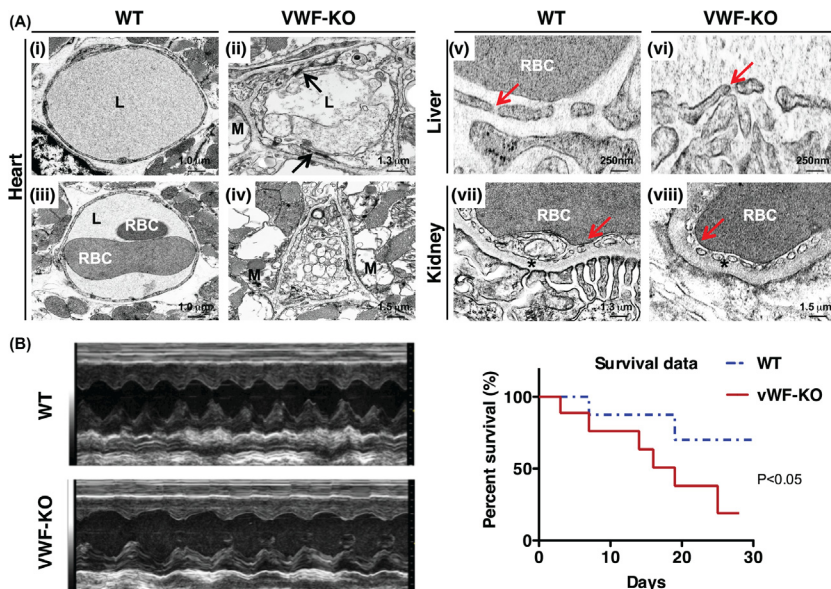 (A)
WT
VWF-KO
WT
VWF-KO
Heart
(i)
L
1.0 µm
(ii)
L
M
1.3 µm
(iii)
L
RBC
RBC
1.0 µm
(iv)
M
M
1.5 µm
Liver
(v)
RBC
250nm
(vi)
250nm
Kidney
(vii)
RBC
*
1.3 µm
(viii)
RBC
*
1.5 µm
(B)
WT
VWF-KO
Survival data
WT
vWF-KO
Percent survival (%)
100
50
0
0
10
20
30
P<0.05
Days